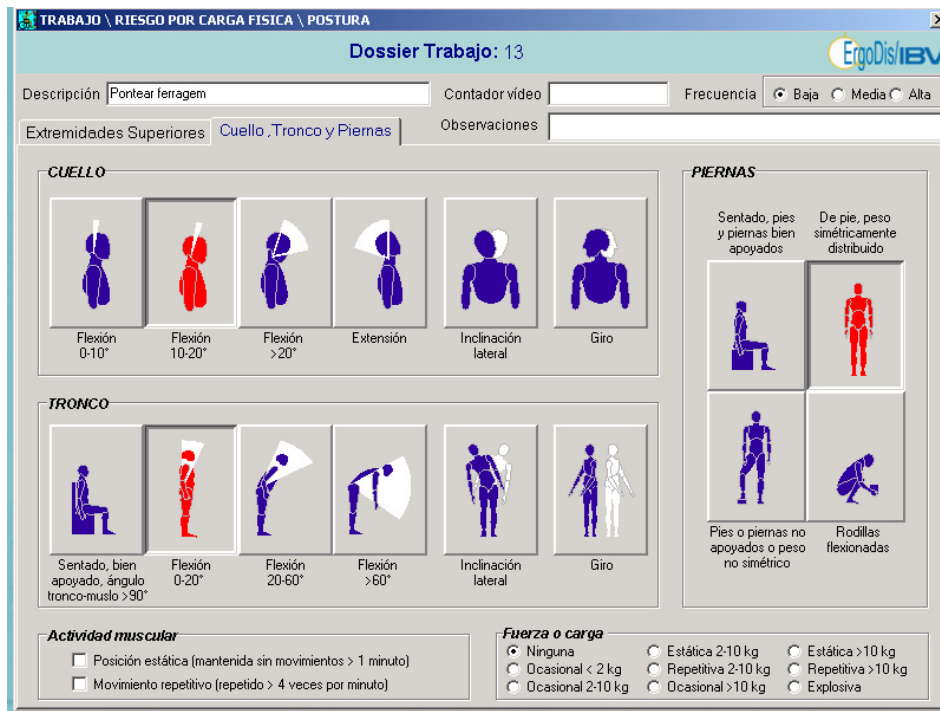 TRABAJO \ RIESGO POR CARGA FISICA \ POSTURA
Dossier Trabajo: 13
ErgoDis/IBV
Descripción Pontear ferragem
Contador vídeo
Frecuencia Baja Media Alta
Extremidades Superiores
Cuello ,Tronco y Piernas
Observaciones
CUELLO
Flexión
0-10°
Flexión
10-20°
Flexión
>20°
Extensión
Inclinación
lateral
Giro
TRONCO
Sentado, bien
apoyado, ángulo
tronco-muslo >90°
Flexión
0-20°
Flexión
20-60°
Flexión
>60°
Inclinación
lateral
Giro
PIERNAS
Sentado, pies
y piernas bien
apoyados
De pie, peso
simétricamente
distribuido
Pies o piernas no
apoyados o peso
no simétrico
Rodillas
flexionadas
Actividad muscular
Posición estática (mantenida sin movimientos > 1 minuto)
Movimiento repetitivo (repetido > 4 veces por minuto)
Fuerza o carga
Ninguna
Estática 2-10 kg
Estática >10 kg
Ocasional < 2 kg
Repetitiva 2-10 kg
Repetitiva >10 kg
Ocasional 2-10 kg
Ocasional >10 kg
Explosiva